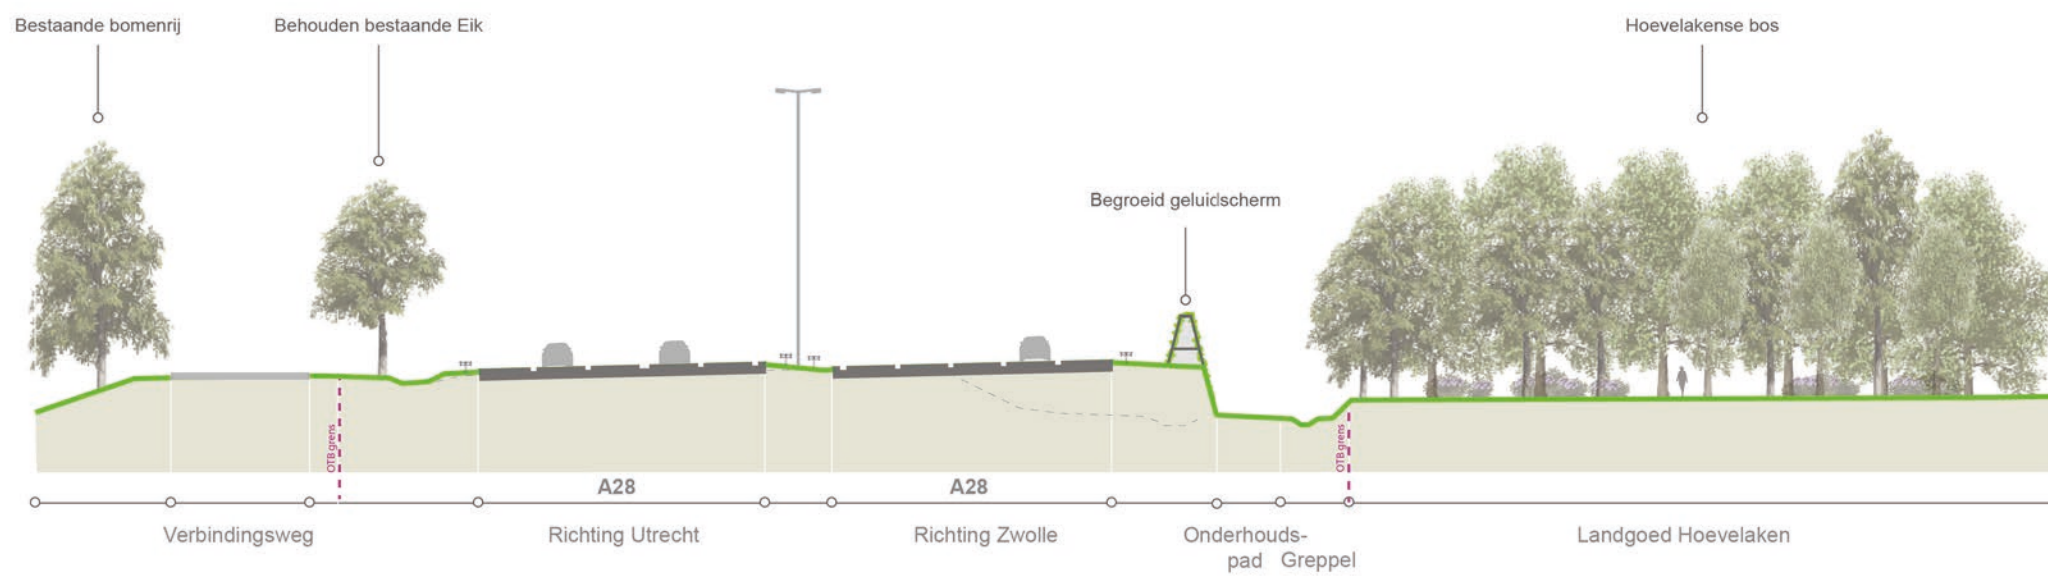 Bestaande bomenrij
Behouden bestaande Eik
Hoevelakense bos
Begroeid geluidscherm
OTB grens
OTB grens
A28
A28
Verbindingsweg
Richting Utrecht
Richting Zwolle
Onderhouds-
pad
Greppel
Landgoed Hoevelaken